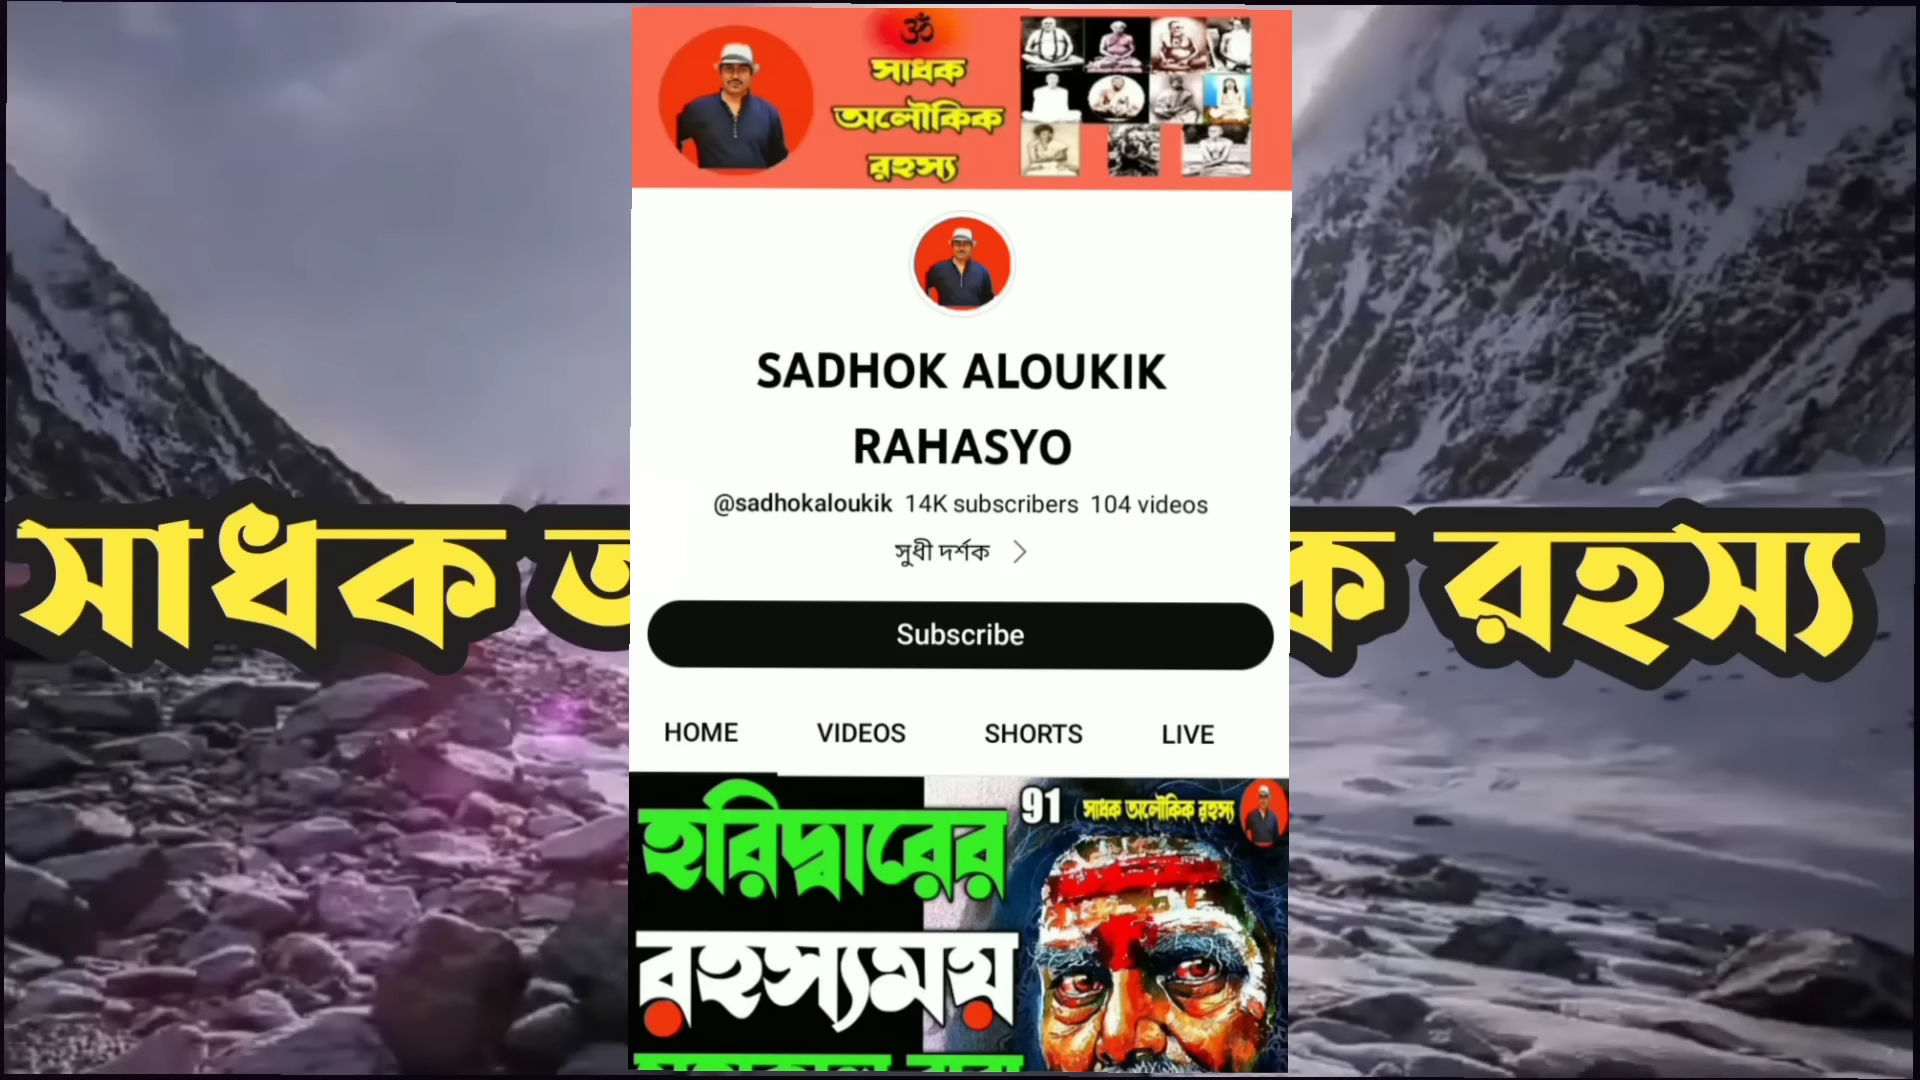 ॐ
সাধক
অলৌকিক
রহস্য
SADHOK ALOUKIK
RAHASYO
@sadhokaloukik 14K subscribers 104 videos
সুধী দর্শক
সাধক
ক রহস্য
Subscribe
HOME VIDEOS SHORTS LIVE
91 সাধক অলৌকিক রহস্য
হরিদ্বারের
রহস্যময়